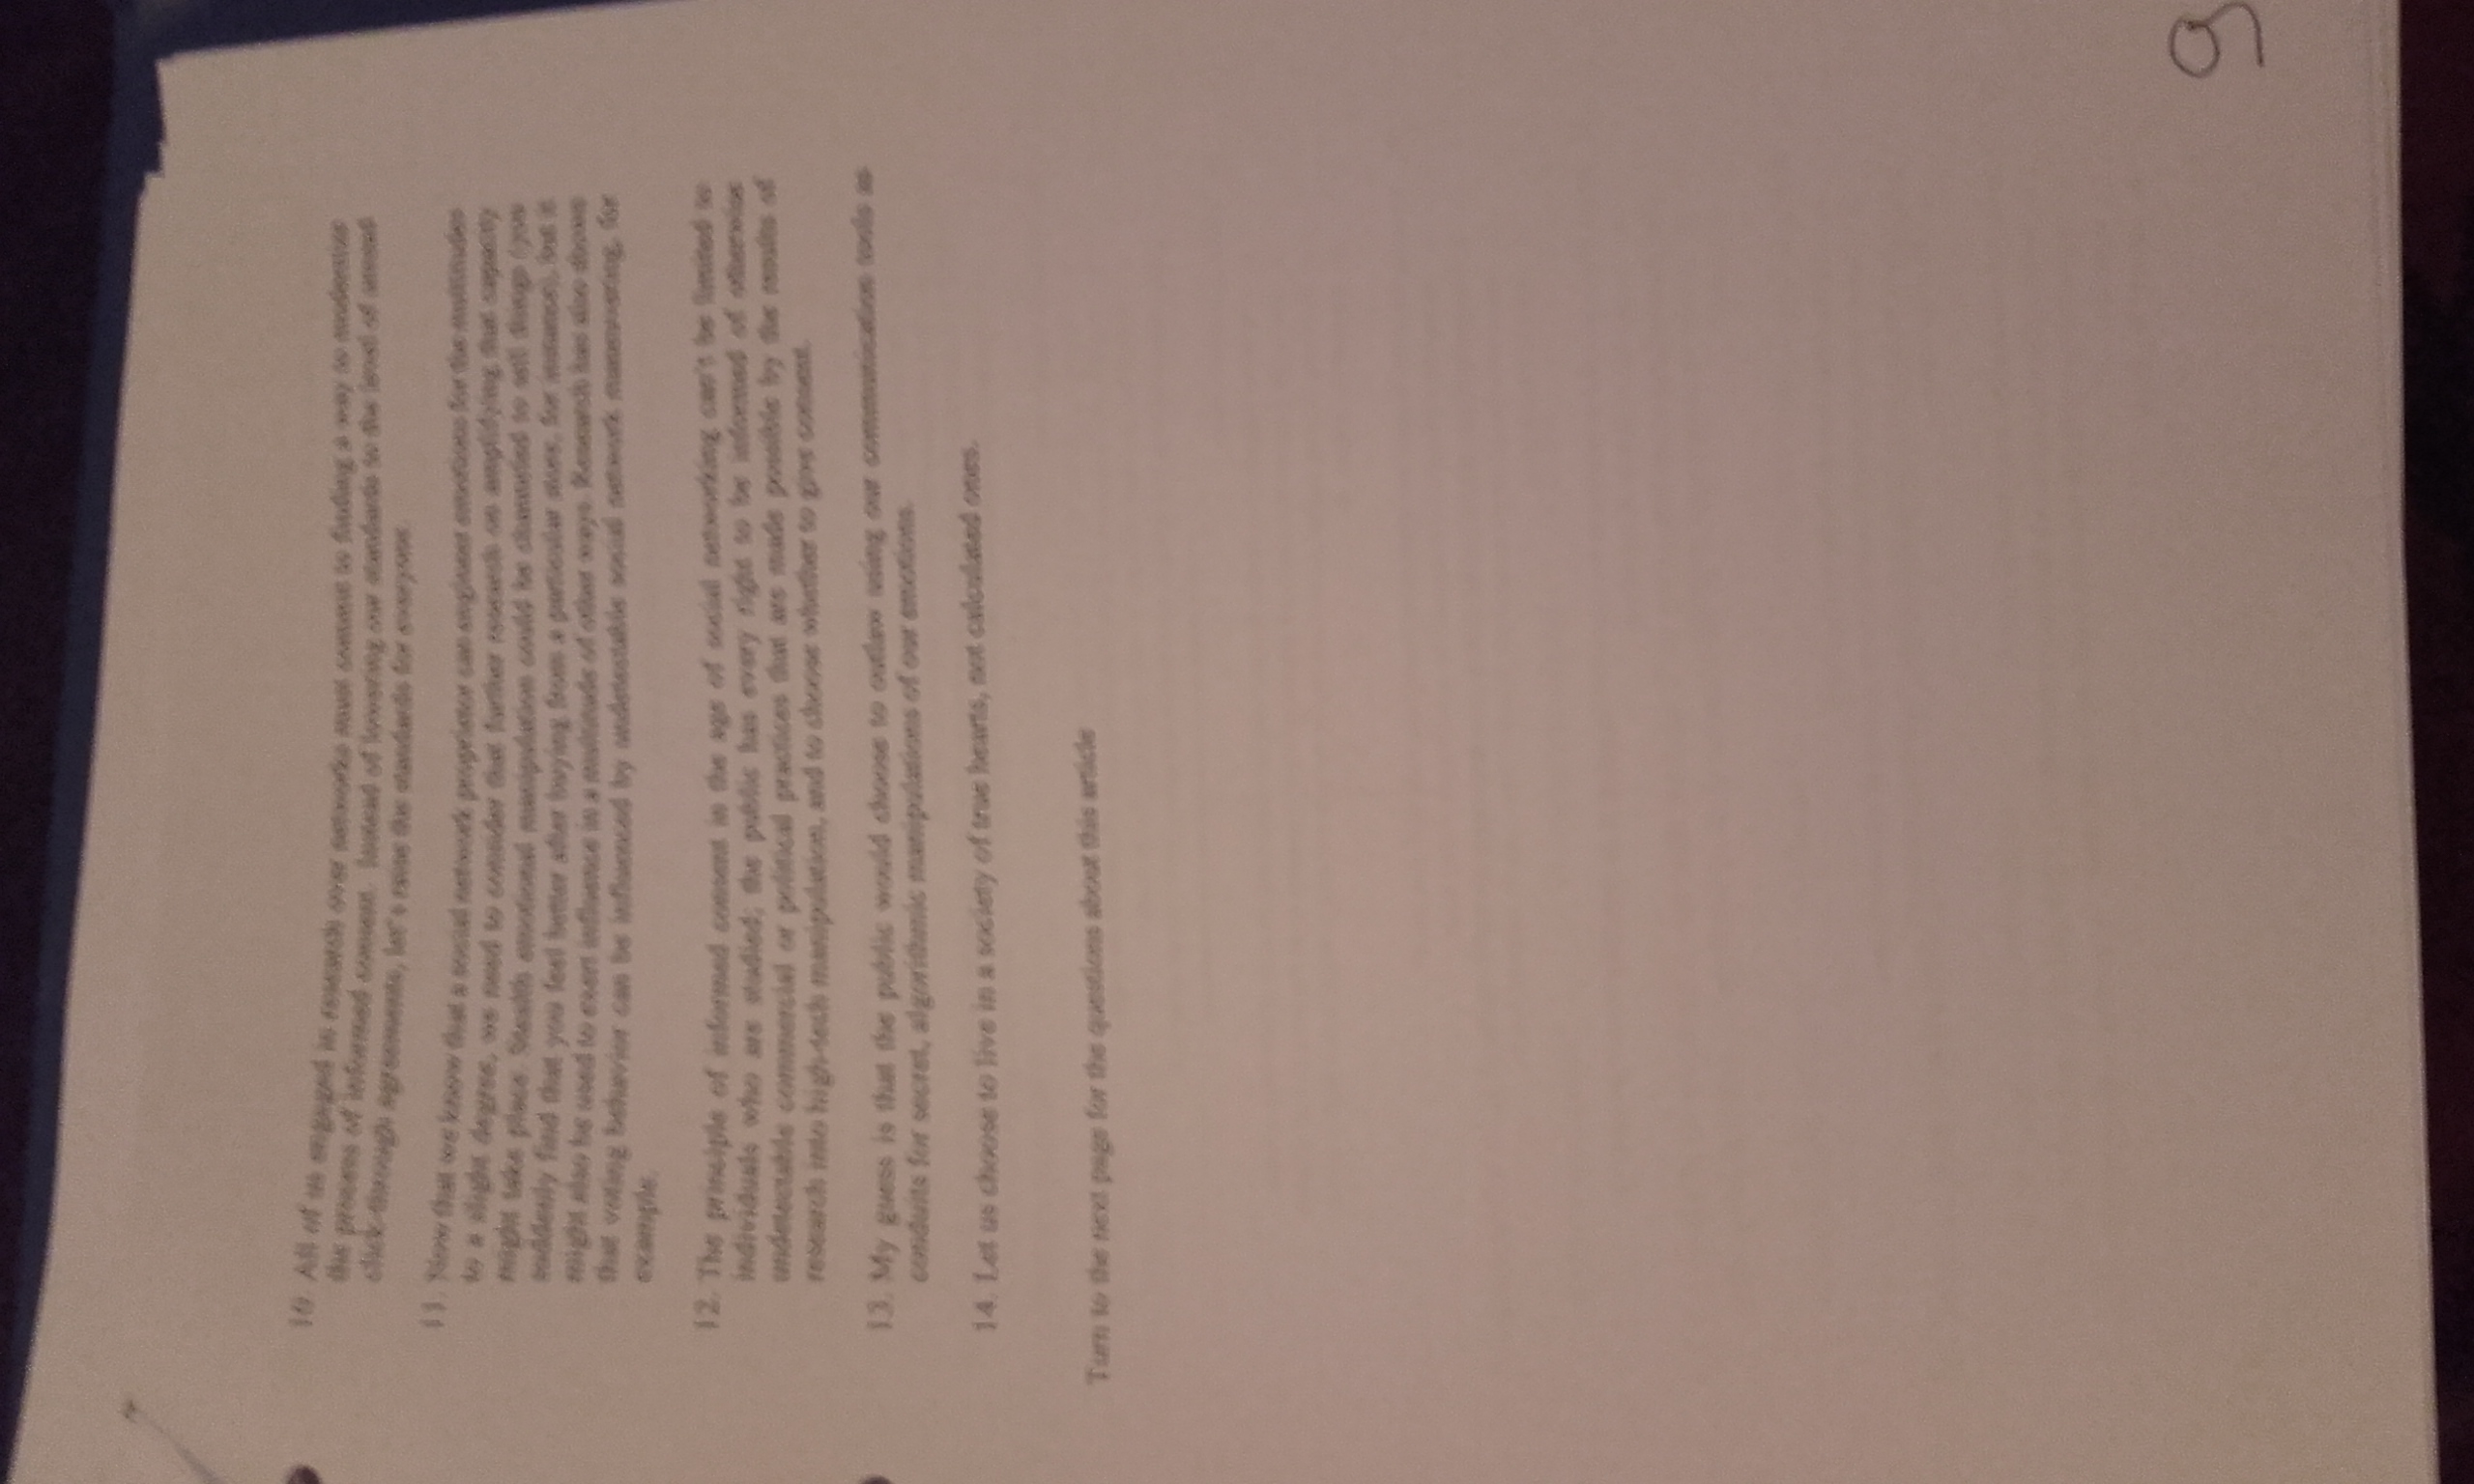 10. All of us engaged in research over networks must commit to finding a way to modernize
the process of informed consent. Instead of lowering our standards to the level of unread
click-through agreements, let's raise the standards for everyone.
11. Now that we know that a social network proprietor can engineer emotions for the multitudes
to a slight degree, we need to consider that further research on amplifying that capacity
might take place. Stealth emotional manipulation could be channeled to sell things (you
suddenly find that you feel better after buying from a particular store, for instance), but it
might also be used to exert influence in a multitude of other ways. Research has also shown
that voting behavior can be influenced by undetectable social network maneuvering, for
example.
12. The principle of informed consent in the age of social networking can't be limited to
individuals who are studied; the public has every right to be informed of otherwise
undetectable commercial or political practices that are made possible by the results of
research into high-tech manipulation, and to choose whether to give consent.
13. My guess is that the public would choose to outlaw using our communication tools as
conduits for secret, algorithmic manipulations of our emotions.
14. Let us choose to live in a society of true hearts, not calculated ones.
Turn to the next page for the questions about this article
9